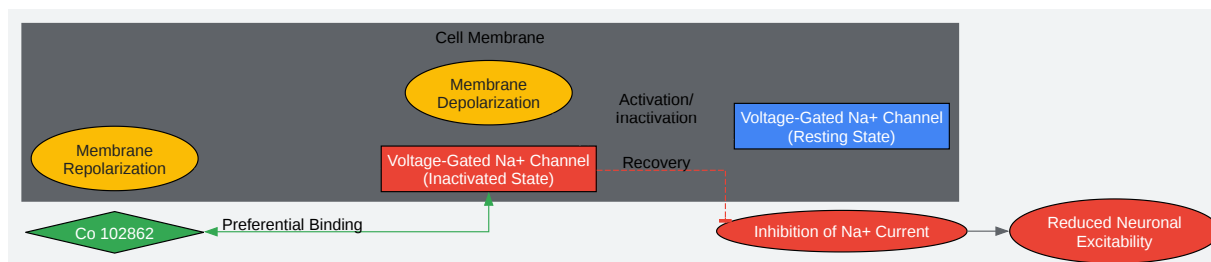 Cell Membrane
Membrane
Depolarization
Activation/
inactivation
Voltage-Gated Na+ Channel
(Resting State)
Membrane
Repolarization
Voltage-Gated Na+ Channel
(Inactivated State)
Recovery
Co 102862
Preferential Binding
Inhibition of Na+ Current
Reduced Neuronal
Excitability